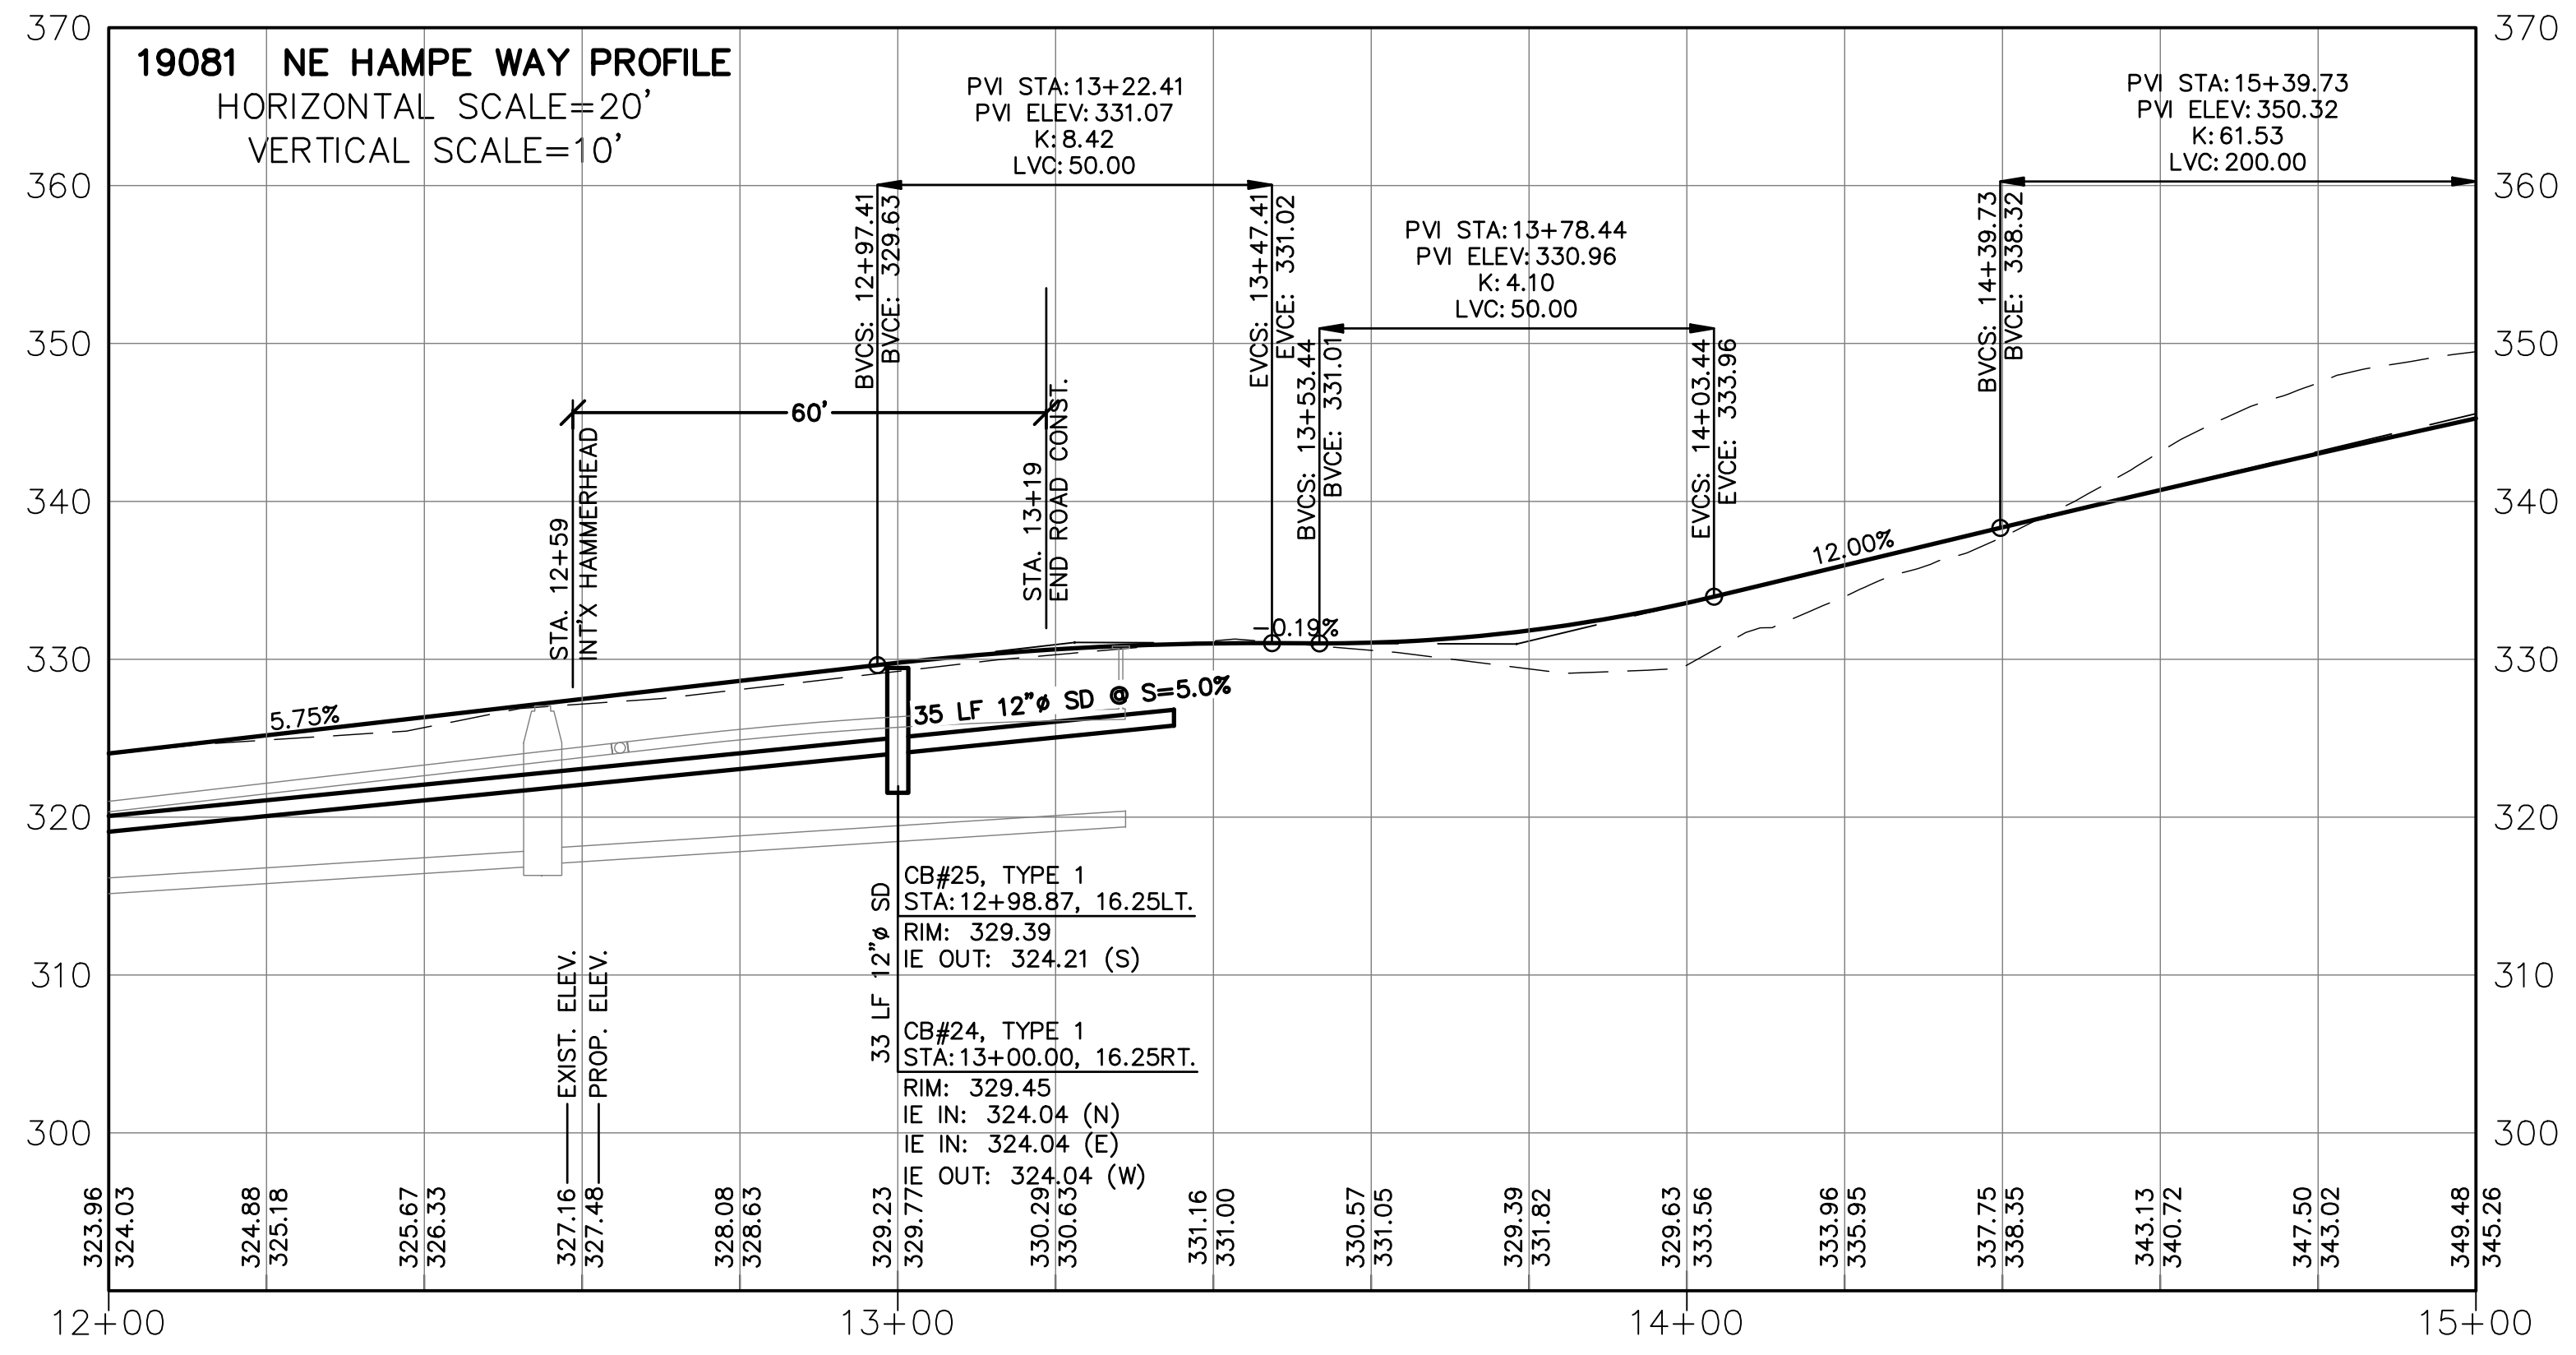 370
370
19081 NE HAMPE WAY PROFILE
HORIZONTAL SCALE=20'
VERTICAL SCALE=10'
PVI STA:13+22.41
PVI ELEV:331.07
K:8.42
LVC:50.00
PVI STA:15+39.73
PVI ELEV:350.32
K:61.53
LVC:200.00
360
360
BVCS: 12+97.41
BVCE: 329.63
EVCS: 13+47.41
EVCE: 331.02
PVI STA:13+78.44
PVI ELEV:330.96
K:4.10
LVC:50.00
BVCS: 14+39.73
BVCE: 338.32
350
350
BVCS: 13+53.44
BVCE: 331.01
EVCS: 14+03.44
EVCE: 333.96
60'
STA. 12+59
INT'X HAMMERHEAD
STA. 13+19
END ROAD CONST.
340
340
12.00%
-0.19%
330
330
5.75%
35 LF 12"ø SD @ S=5.0%
320
320
33 LF 12"ø SD
CB#25, TYPE 1
STA:12+98.87, 16.25LT.
RIM: 329.39
IE OUT: 324.21 (S)
310
310
CB#24, TYPE 1
STA:13+00.00, 16.25RT.
RIM: 329.45
IE IN: 324.04 (N)
IE IN: 324.04 (E)
IE OUT: 324.04 (W)
EXIST. ELEV.
PROP. ELEV.
300
300
323.96
324.03
324.88
325.18
325.67
326.33
327.16
327.48
328.08
328.63
329.23
329.77
330.29
330.63
331.16
331.00
330.57
331.05
329.39
331.82
329.63
333.56
333.96
335.95
337.75
338.35
343.13
340.72
347.50
343.02
349.48
345.26
12+00
13+00
14+00
15+00